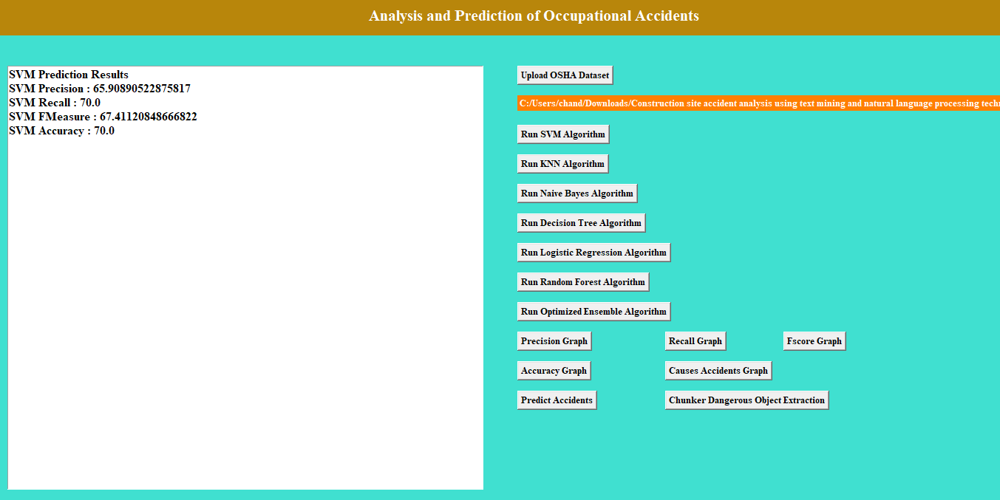 Analysis and Prediction of Occupational Accidents
SVM Prediction Results
SVM Precision : 65.90890522875817
SVM Recall : 70.0
SVM FMeasure : 67.41120848666822
SVM Accuracy : 70.0
Upload OSHA Dataset
C:/Users/chand/Downloads/Construction site accident analysis using text mining and natural language processing
Run SVM Algorithm
Run KNN Algorithm
Run Naive Bayes Algorithm
Run Decision Tree Algorithm
Run Logistic Regression Algorithm
Run Random Forest Algorithm
Run Optimized Ensemble Algorithm
Precision Graph Recall Graph Fscore Graph
Accuracy Graph Causes Accidents Graph
Predict Accidents Chunker Dangerous Object Extraction